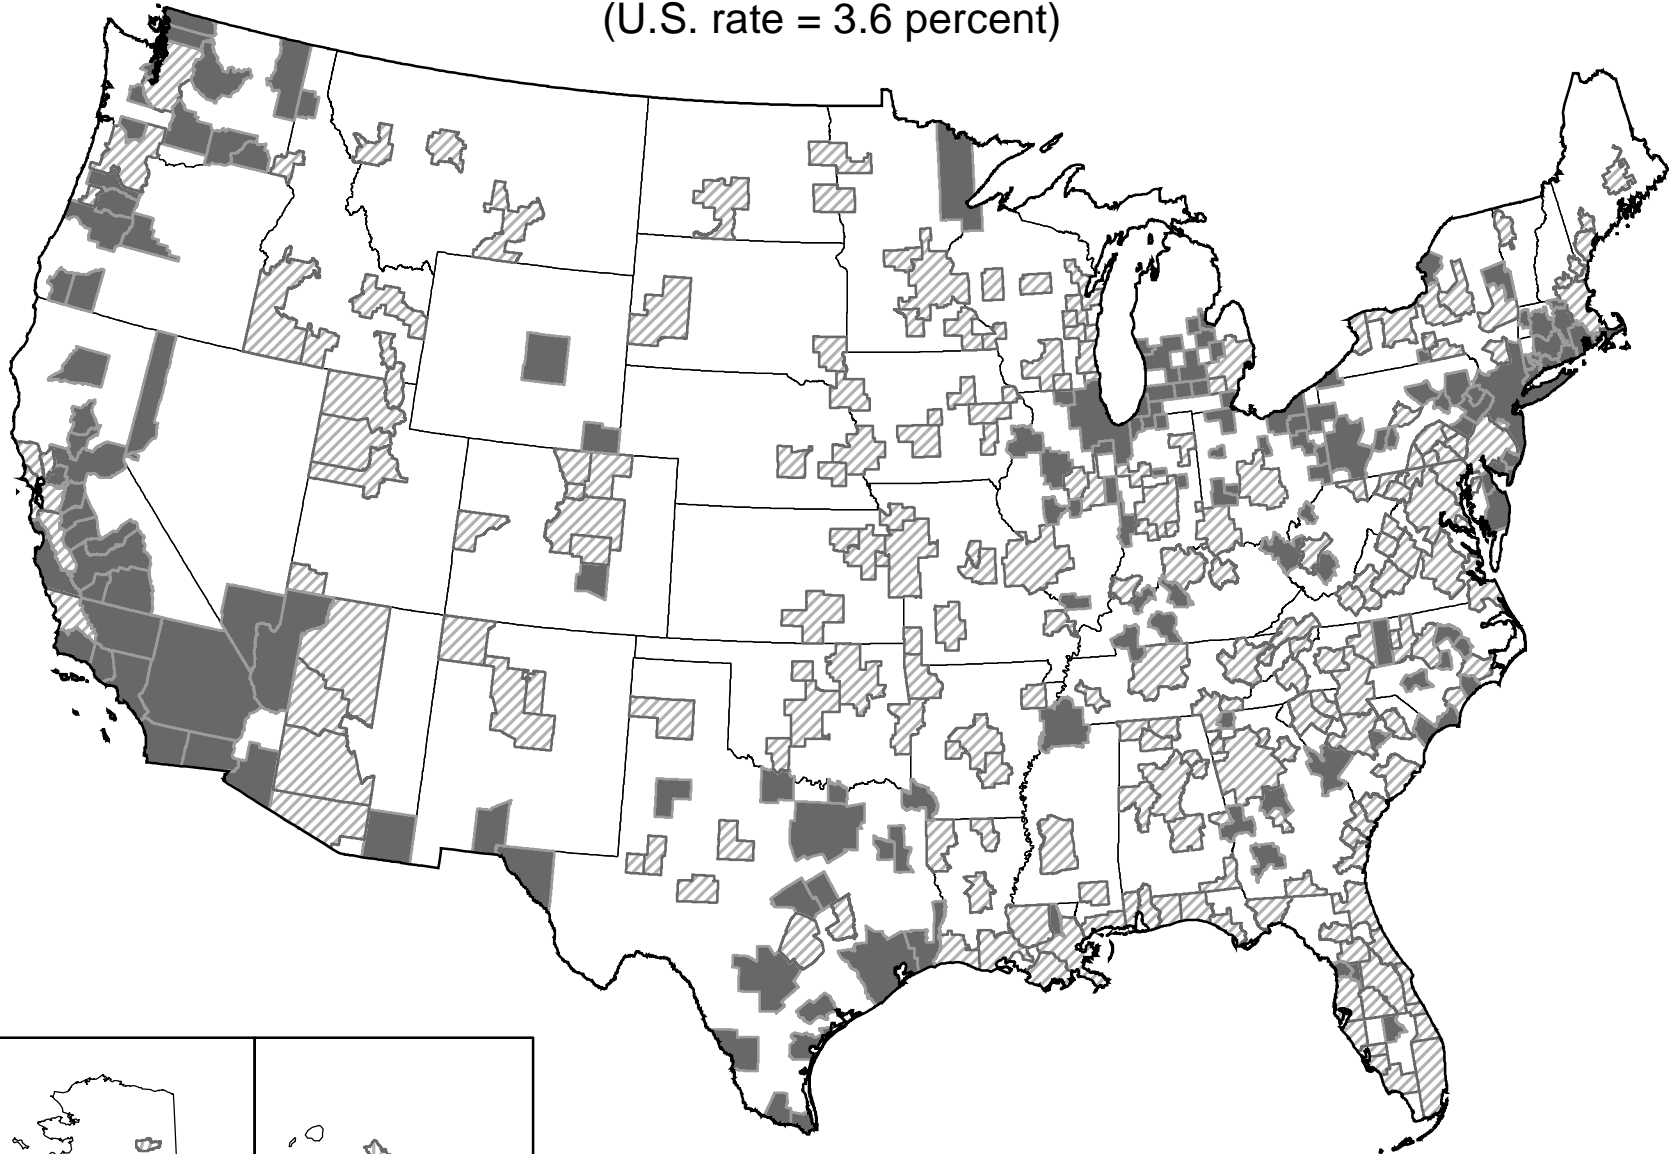 (U.S. rate = 3.6 percent)